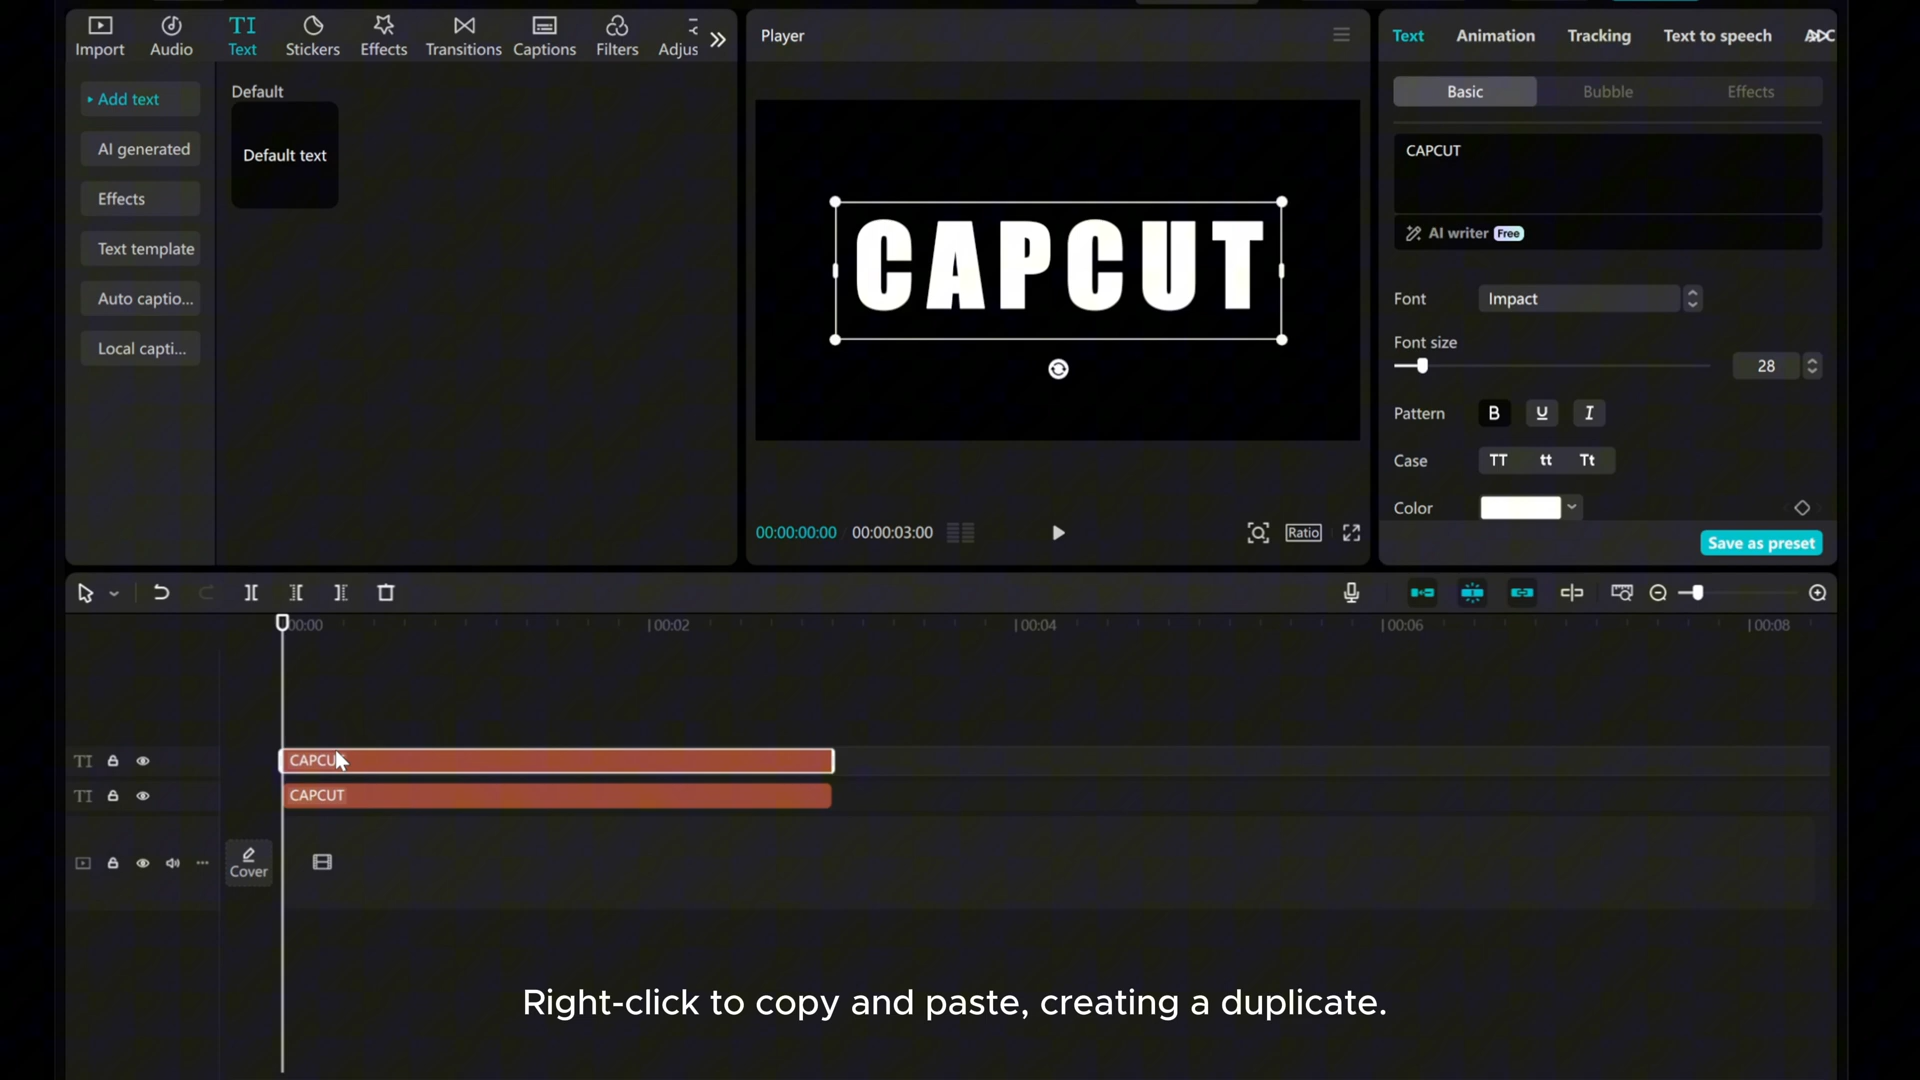 Import
Audio
TI
Text
Stickers
Effects
Transitions
Captions
Filters
Adjus
Add text
AI generated
Effects
Text template
Auto captio...
Local capti...
Default
Default text
Player
CAPCUT
00:00:00:00
00:00:03:00
Ratio
Text
Animation
Tracking
Text to speech
Basic
Bubble
Effects
CAPCUT
AI writer Free
Font
Impact
Font size
28
Pattern
B
U
I
Case
TT
tt
Tt
Color
Save as preset
00:00
00:02
00:04
00:06
00:08
TI
CAPCU
TI
CAPCUT
Cover
Right-click to copy and paste, creating a duplicate.